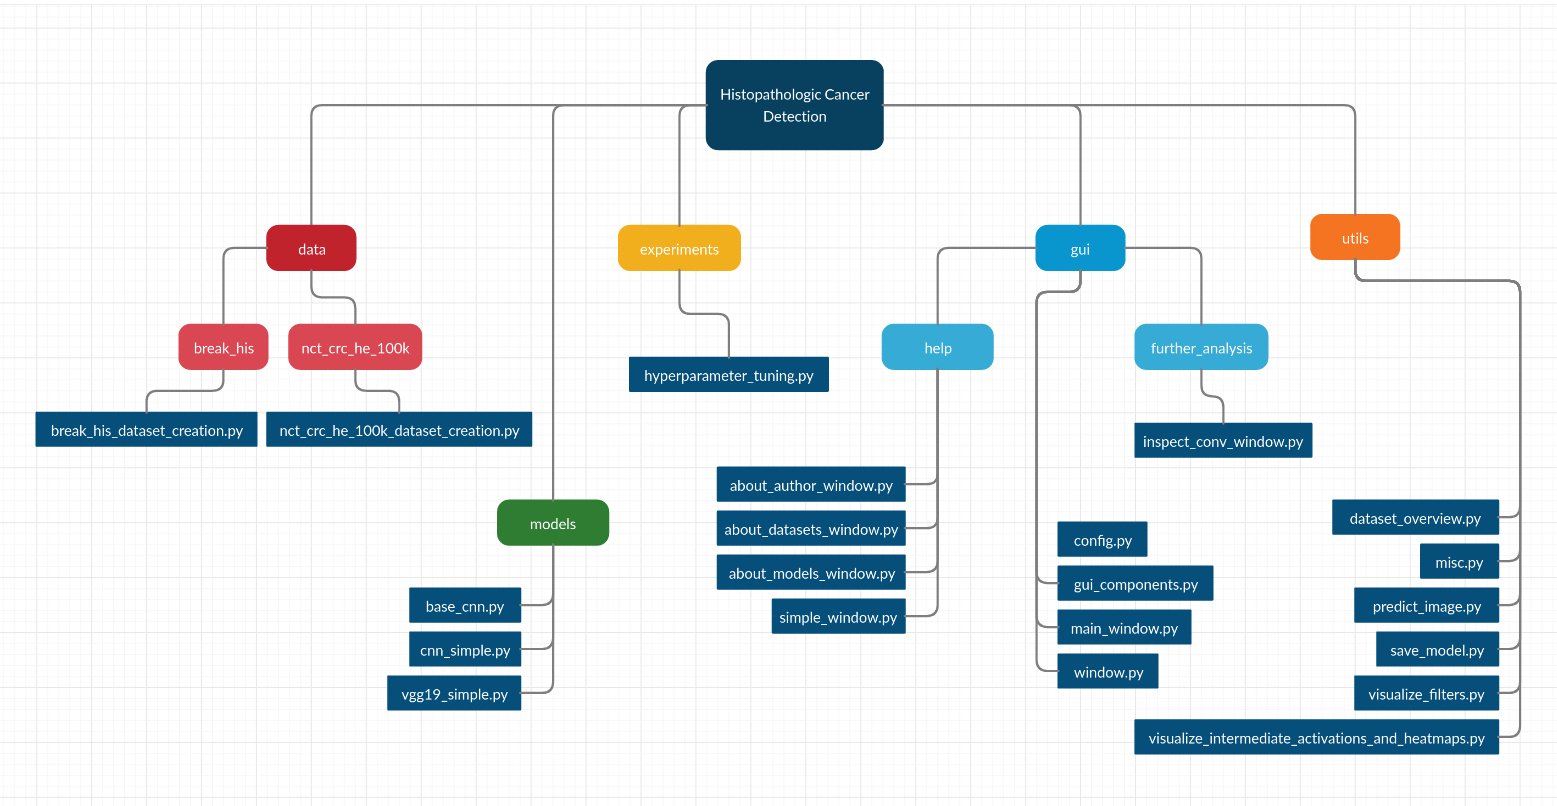 Histopathologic Cancer
Detection
data
experiments
gui
utils
break_his
nct_crc_he_100k
help
further_analysis
hyperparameter_tuning.py
break_his_dataset_creation.py
nct_crc_he_100k_dataset_creation.py
inspect_conv_window.py
models
base_cnn.py
cnn_simple.py
vgg19_simple.py
about_author_window.py
about_datasets_window.py
about_models_window.py
simple_window.py
config.py
gui_components.py
main_window.py
window.py
dataset_overview.py
misc.py
predict_image.py
save_model.py
visualize_filters.py
visualize_intermediate_activations_and_heatmaps.py